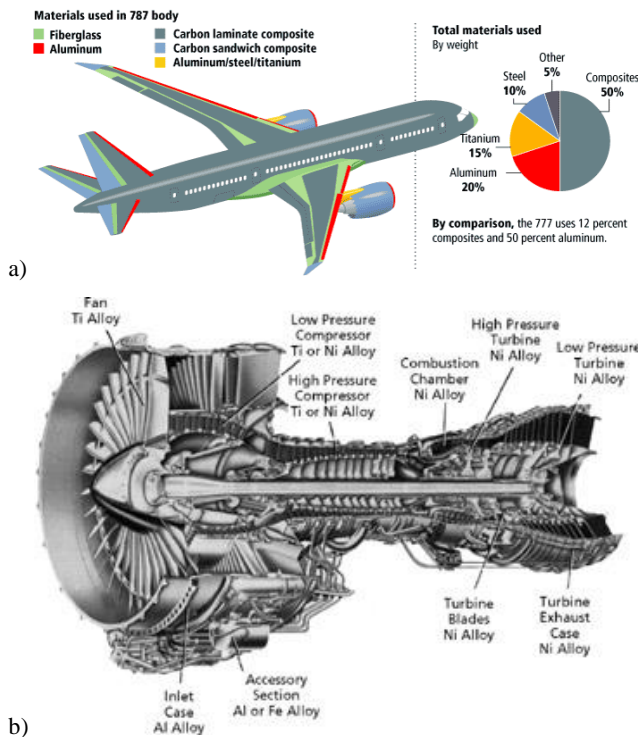 Materials used in 787 body
Fiberglass
Aluminum
Carbon laminate composite
Carbon sandwich composite
Aluminum/steel/titanium
Total materials used
By weight
Other
5%
Steel
10%
Composites
50%
Titanium
15%
Aluminum
20%
By comparison, the 777 uses 12 percent
composites and 50 percent aluminum.
a)
Fan
Ti Alloy
Low Pressure
Compressor
Ti or Ni Alloy
High Pressure
Compressor
Ti or Ni Alloy
Combustion
Chamber
Ni Alloy
High Pressure
Turbine
Ni Alloy
Low Pressure
Turbine
Ni Alloy
Inlet
Case
Al Alloy
Accessory
Section
Al or Fe Alloy
Turbine
Blades
Ni Alloy
Turbine
Exhaust
Case
Ni Alloy
b)